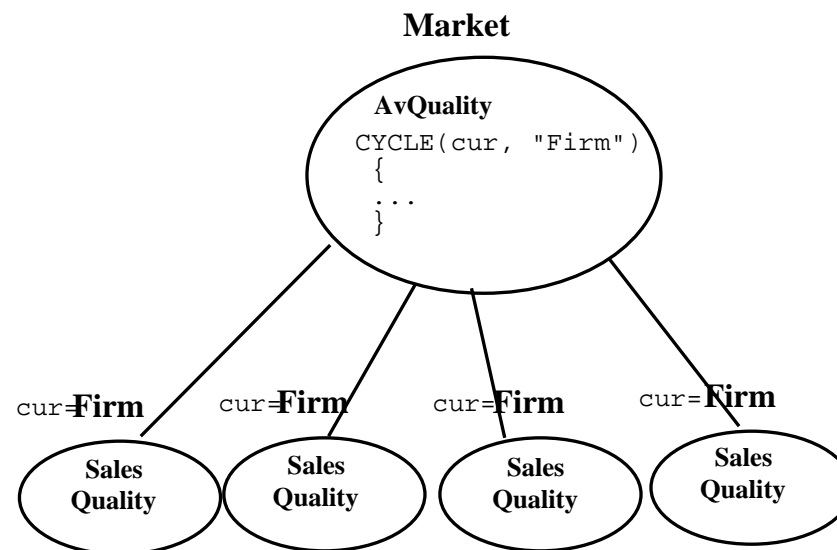 Market
AvQuality
CYCLE(cur, "Firm")
{
...
}
cur=Firm
cur=Firm
cur=Firm
cur=Firm
Sales
Quality
Sales
Quality
Sales
Quality
Sales
Quality